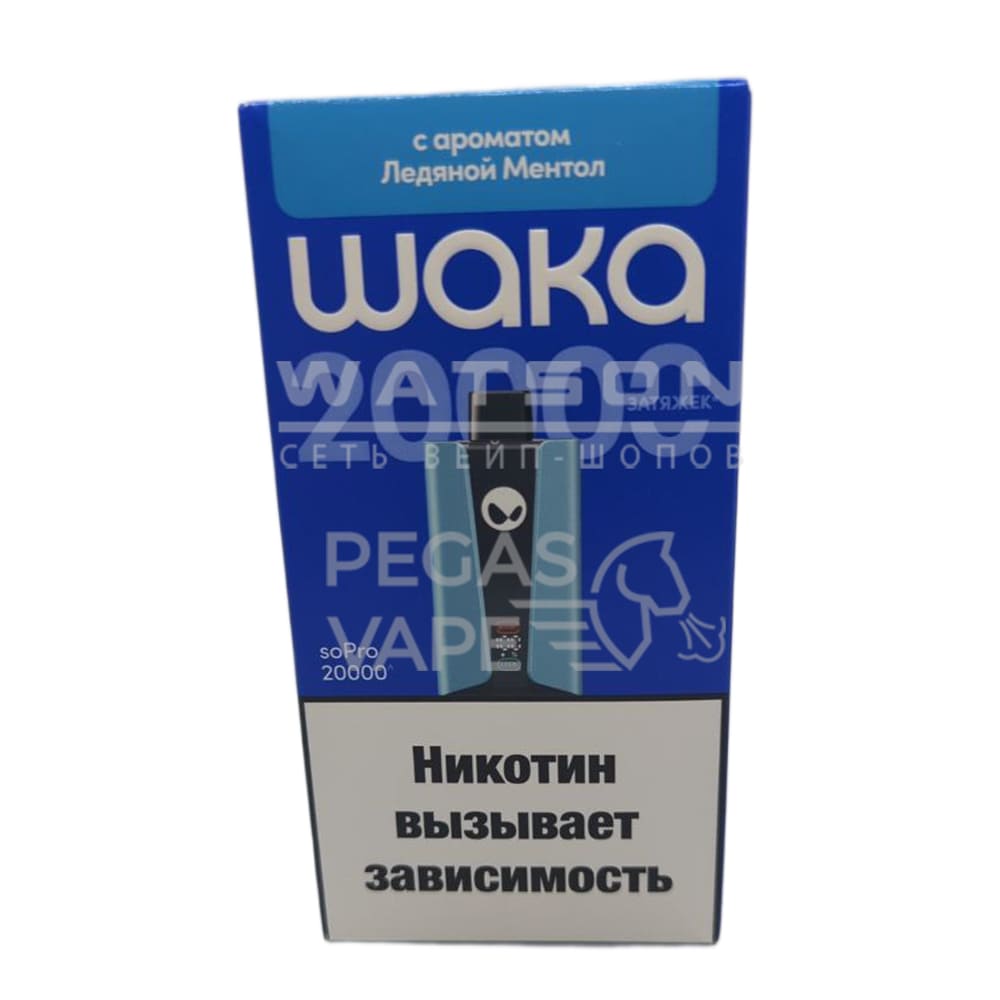 с ароматом
Ледяной Ментол
waka
20000
ЗАТЯЖЕК
WATSON
СЕТЬ ВЕЙП-ШОПОВ
PEGAS
VAPE
soPro
20000^
Никотин
вызывает
зависимость